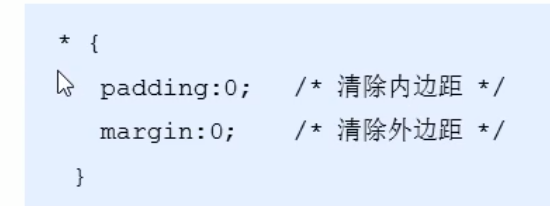 * {
padding:0; /* 清除内边距 */
margin:0; /* 清除外边距 */
}